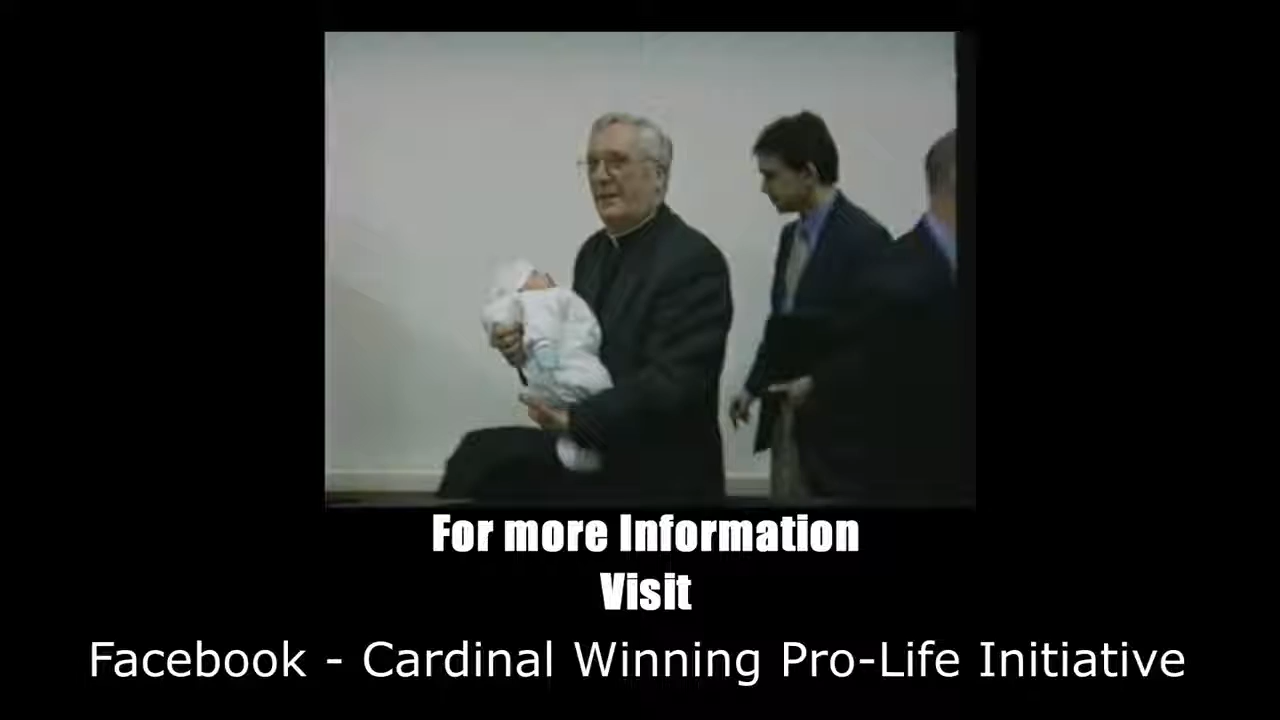 For more Information
Visit
Facebook - Cardinal Winning Pro-Life Initiative